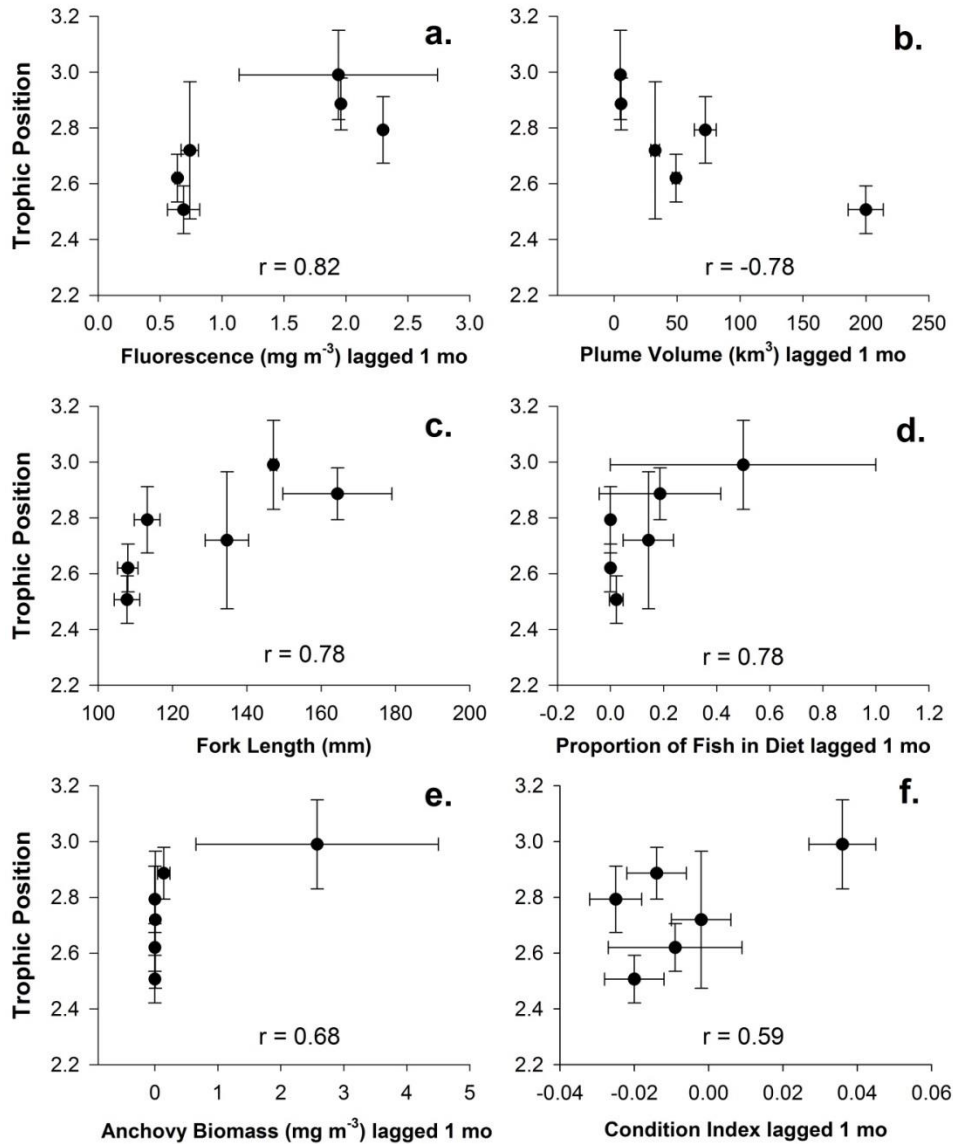 a.
Trophic Position
3.2
3.0
2.8
2.6
2.4
2.2
r = 0.82
0.0 0.5 1.0 1.5 2.0 2.5 3.0
Fluorescence (mg m⁻³) lagged 1 mo
b.
3.2
3.0
2.8
2.6
2.4
2.2
r = -0.78
0 50 100 150 200 250
Plume Volume (km³) lagged 1 mo
c.
Trophic Position
3.2
3.0
2.8
2.6
2.4
2.2
r = 0.78
100 120 140 160 180 200
Fork Length (mm)
d.
3.2
3.0
2.8
2.6
2.4
2.2
r = 0.78
-0.2 0.0 0.2 0.4 0.6 0.8 1.0 1.2
Proportion of Fish in Diet lagged 1 mo
e.
Trophic Position
3.2
3.0
2.8
2.6
2.4
2.2
r = 0.68
0 1 2 3 4 5
Anchovy Biomass (mg m⁻³) lagged 1 mo
f.
3.2
3.0
2.8
2.6
2.4
2.2
r = 0.59
-0.04 -0.02 0.00 0.02 0.04 0.06
Condition Index lagged 1 mo